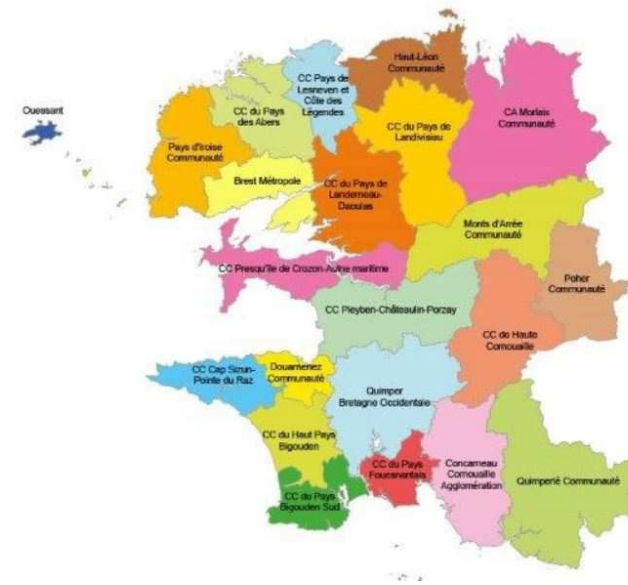 Ouessant
Pays d'Iroise
Communauté
CC du Pays
des Abers
CC Pays de
Lesneven et
Côte des
Légendes
Haut-Léon
Communauté
CA Morlaix
Communauté
CC du Pays de
Landivisiau
Brest Métropole
CC du Pays de
Landerneau-
Daoulas
Monts d'Arrée
Communauté
CC Presqu'île de Crozon-Aulne maritime
Poher
Communauté
CC Pleyben-Châteaulin-Porzay
CC de Haute
Cornouaille
CC Cap Sizun-
Pointe du Raz
Douarnenez
Communauté
Quimper
Bretagne Occidentale
CC du Haut Pays
Bigouden
CC du Pays
Fouesnantais
Concarneau
Cornouaille
Agglomération
Quimperlé Communauté
CC du Pays
Bigouden Sud